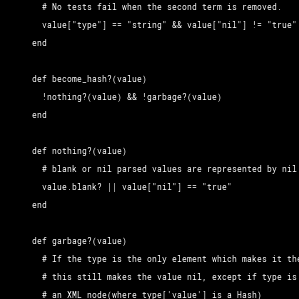 # No tests fail when the second term is removed.
value["type"] == "string" && value["nil"] != "true"
end
def become_hash?(value)
!nothing?(value) && !garbage?(value)
end
def nothing?(value)
# blank or nil parsed values are represented by nil
value.blank? || value["nil"] == "true"
end
def garbage?(value)
# If the type is the only element which makes it the
# this still makes the value nil, except if type is
# an XML node(where type['value'] is a Hash)